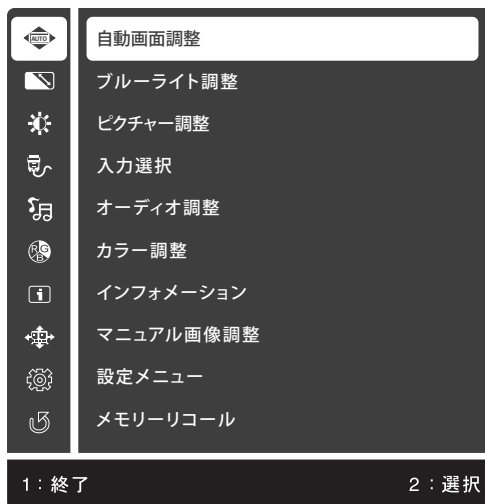 AUTO
自動画面調整
ブルーライト調整
ピクチャー調整
入力選択
オーディオ調整
R G B
カラー調整
i
インフォメーション
マニュアル画像調整
設定メニュー
メモリーリコール
1：終了
2：選択